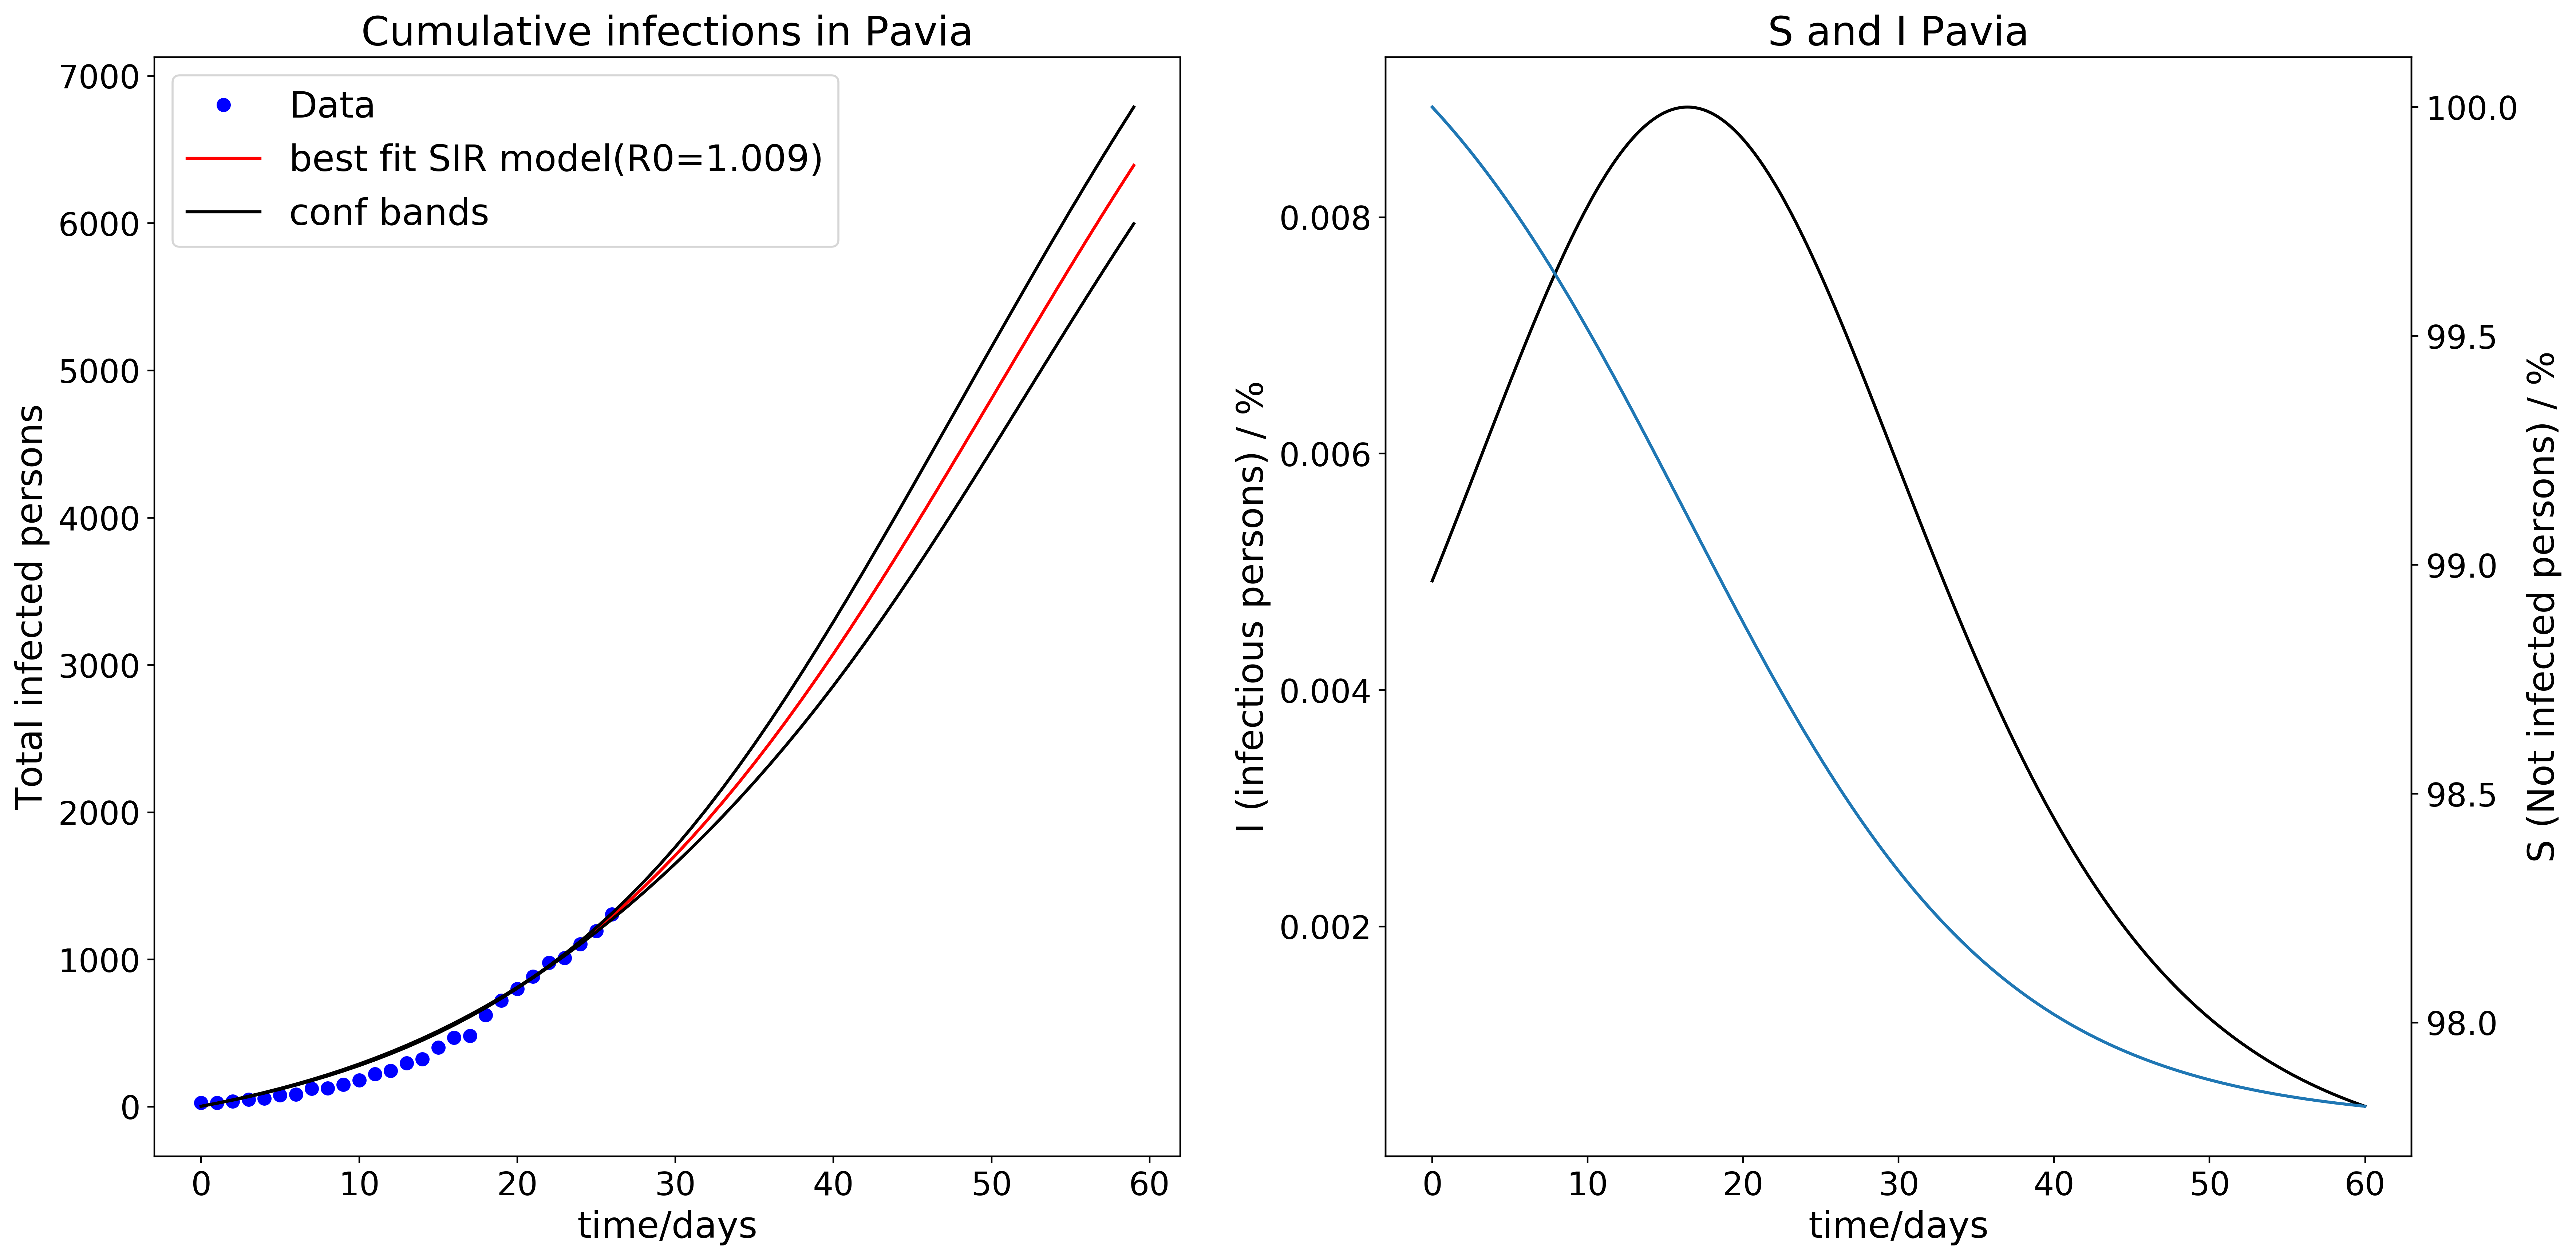 Cumulative infections in Pavia
7000
6000
5000
4000
3000
2000
1000
0
Total infected persons
Data
best fit SIR model(R0=1.009)
conf bands
0 10 20 30 40 50 60
time/days
S and I Pavia
I (infectious persons) / %
0.008
0.006
0.004
0.002
100.0
99.5
99.0
98.5
98.0
S (Not infected persons) / %
0 10 20 30 40 50 60
time/days